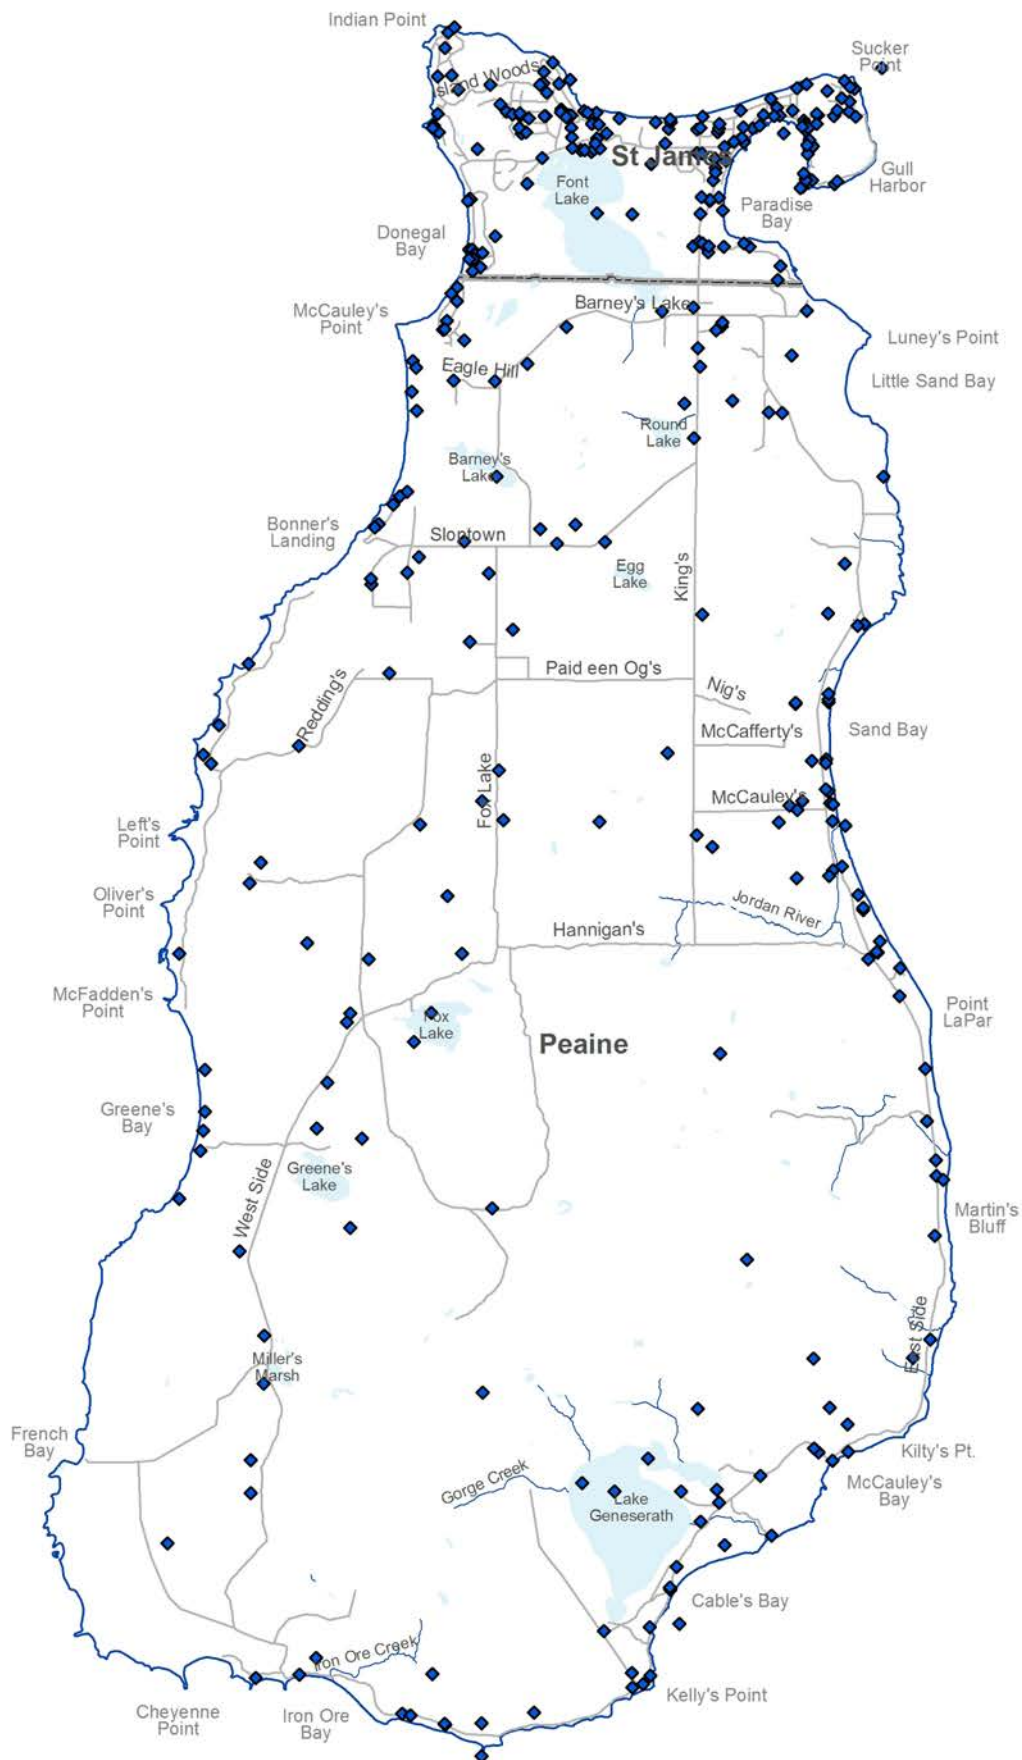 Indian Point
Sucker
Point
Island Woods
St James
Gull
Harbor
Font
Lake
Paradise
Bay
Donegal
Bay
McCauley's
Point
Barney's Lake
Luney's Point
Eagle Hill
Little Sand Bay
Round
Lake
Barney's
Lake
Bonner's
Landing
Sloptown
Egg
Lake
King's
Paid een Og's
Redding's
Nig's
McCafferty's
Sand Bay
Fox Lake
McCauley's
Left's
Point
Oliver's
Point
Jordan River
Hannigan's
McFadden's
Point
Point
LaPar
Fox
Lake
Peaine
Greene's
Bay
Greene's
Lake
West Side
Martin's
Bluff
East Side
Miller's
Marsh
French
Bay
Kilty's Pt.
McCauley's
Bay
Gorge Creek
Lake
Geneserath
Cable's Bay
Iron Ore Creek
Kelly's Point
Cheyenne
Point
Iron Ore
Bay